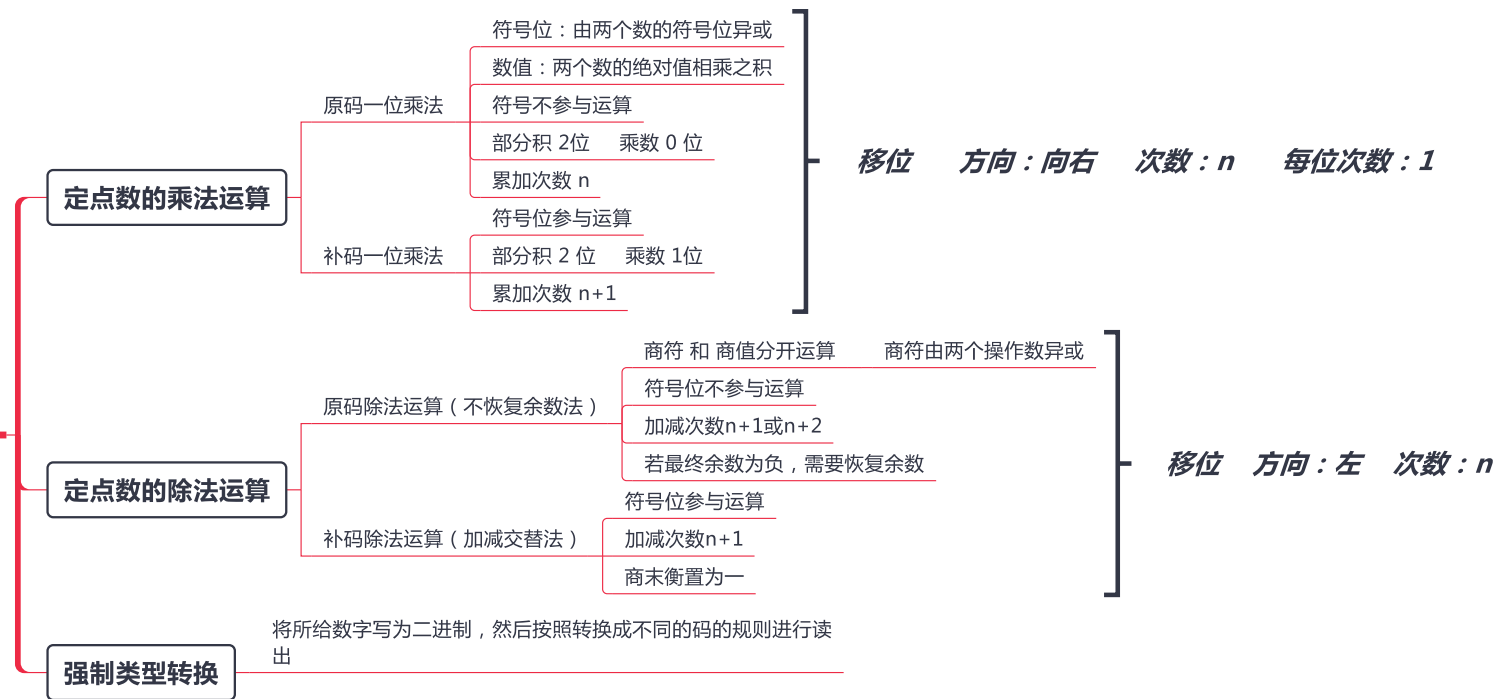 定点数的乘法运算
原码一位乘法
符号位：由两个数的符号位异或
数值：两个数的绝对值相乘之积
符号不参与运算
部分积 2位 乘数 0 位
累加次数 n
补码一位乘法
符号位参与运算
部分积 2 位 乘数 1位
累加次数 n+1
移位 方向：向右 次数：n 每位次数：1
定点数的除法运算
原码除法运算（不恢复余数法）
商符 和 商值分开运算 商符由两个操作数异或
符号位不参与运算
加减次数n+1或n+2
若最终余数为负，需要恢复余数
补码除法运算（加减交替法）
符号位参与运算
加减次数n+1
商末衡置为一
移位 方向：左 次数：n
强制类型转换
将所给数字写为二进制，然后按照转换成不同的码的规则进行读
出